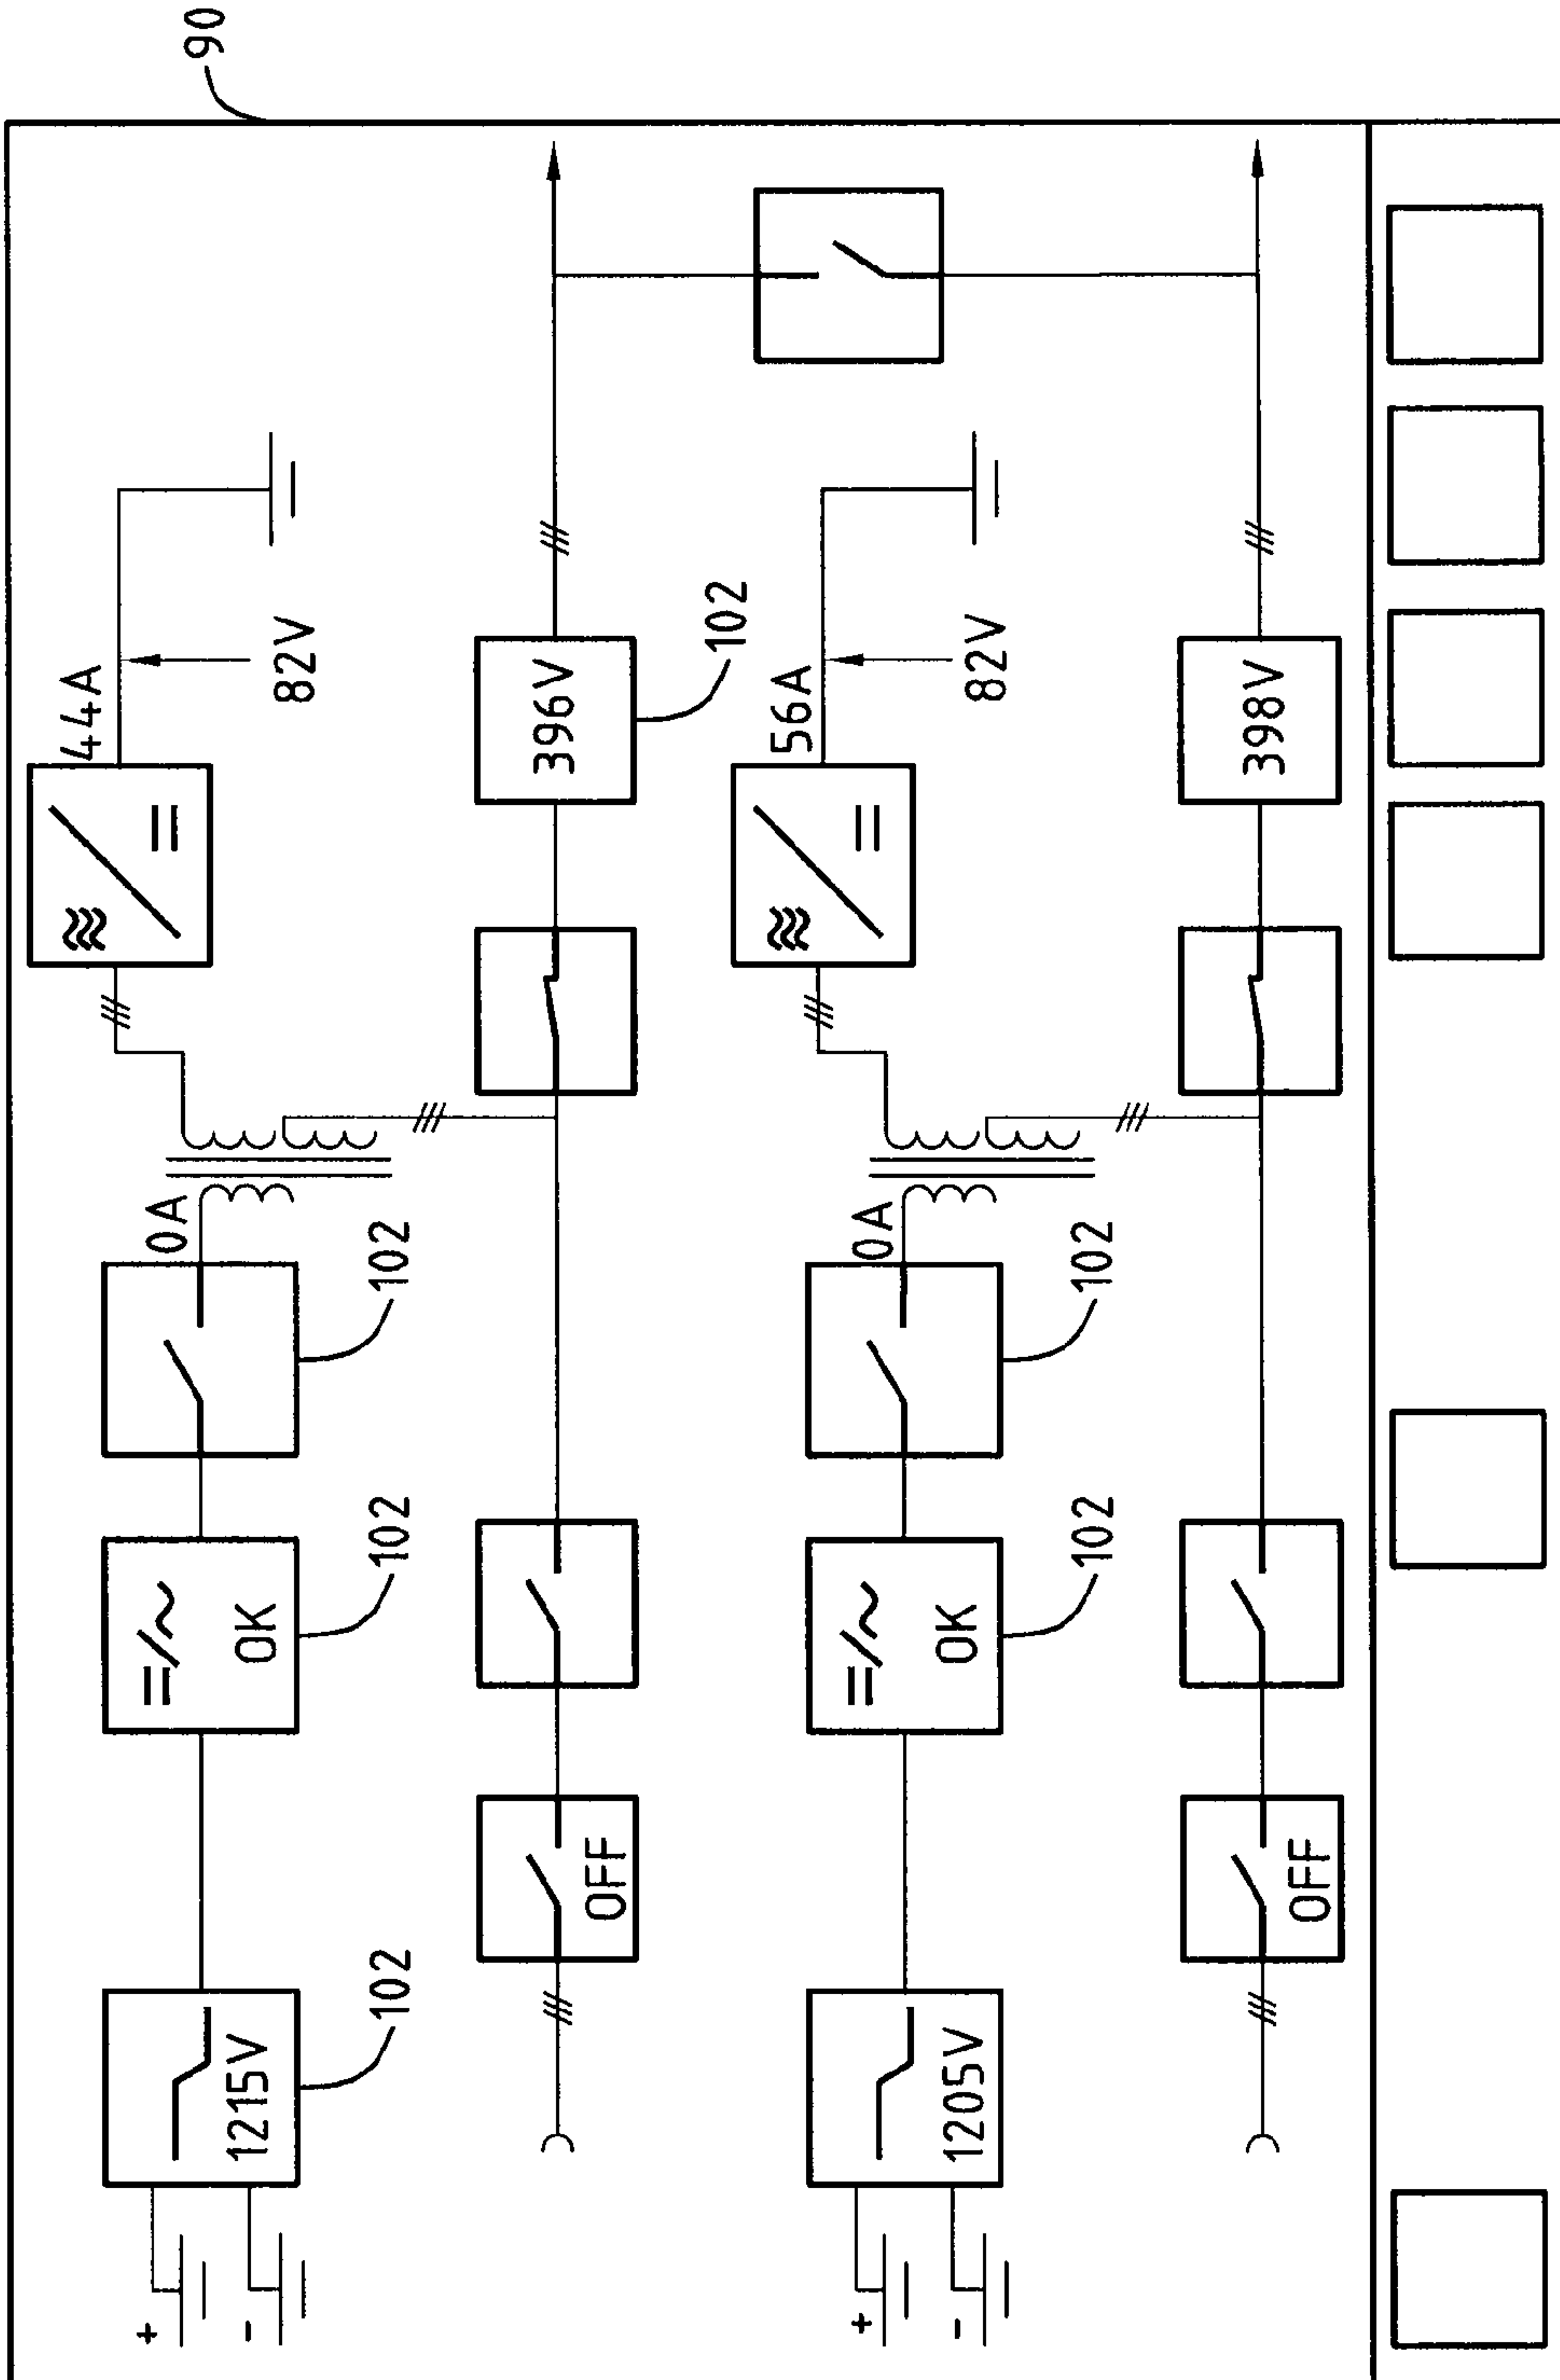 90
44A
82V
0A
102
=/~
OK
102
1215V
102
+
-
396V
102
OFF
56A
82V
0A
102
=/~
OK
102
1205V
+
-
398V
OFF